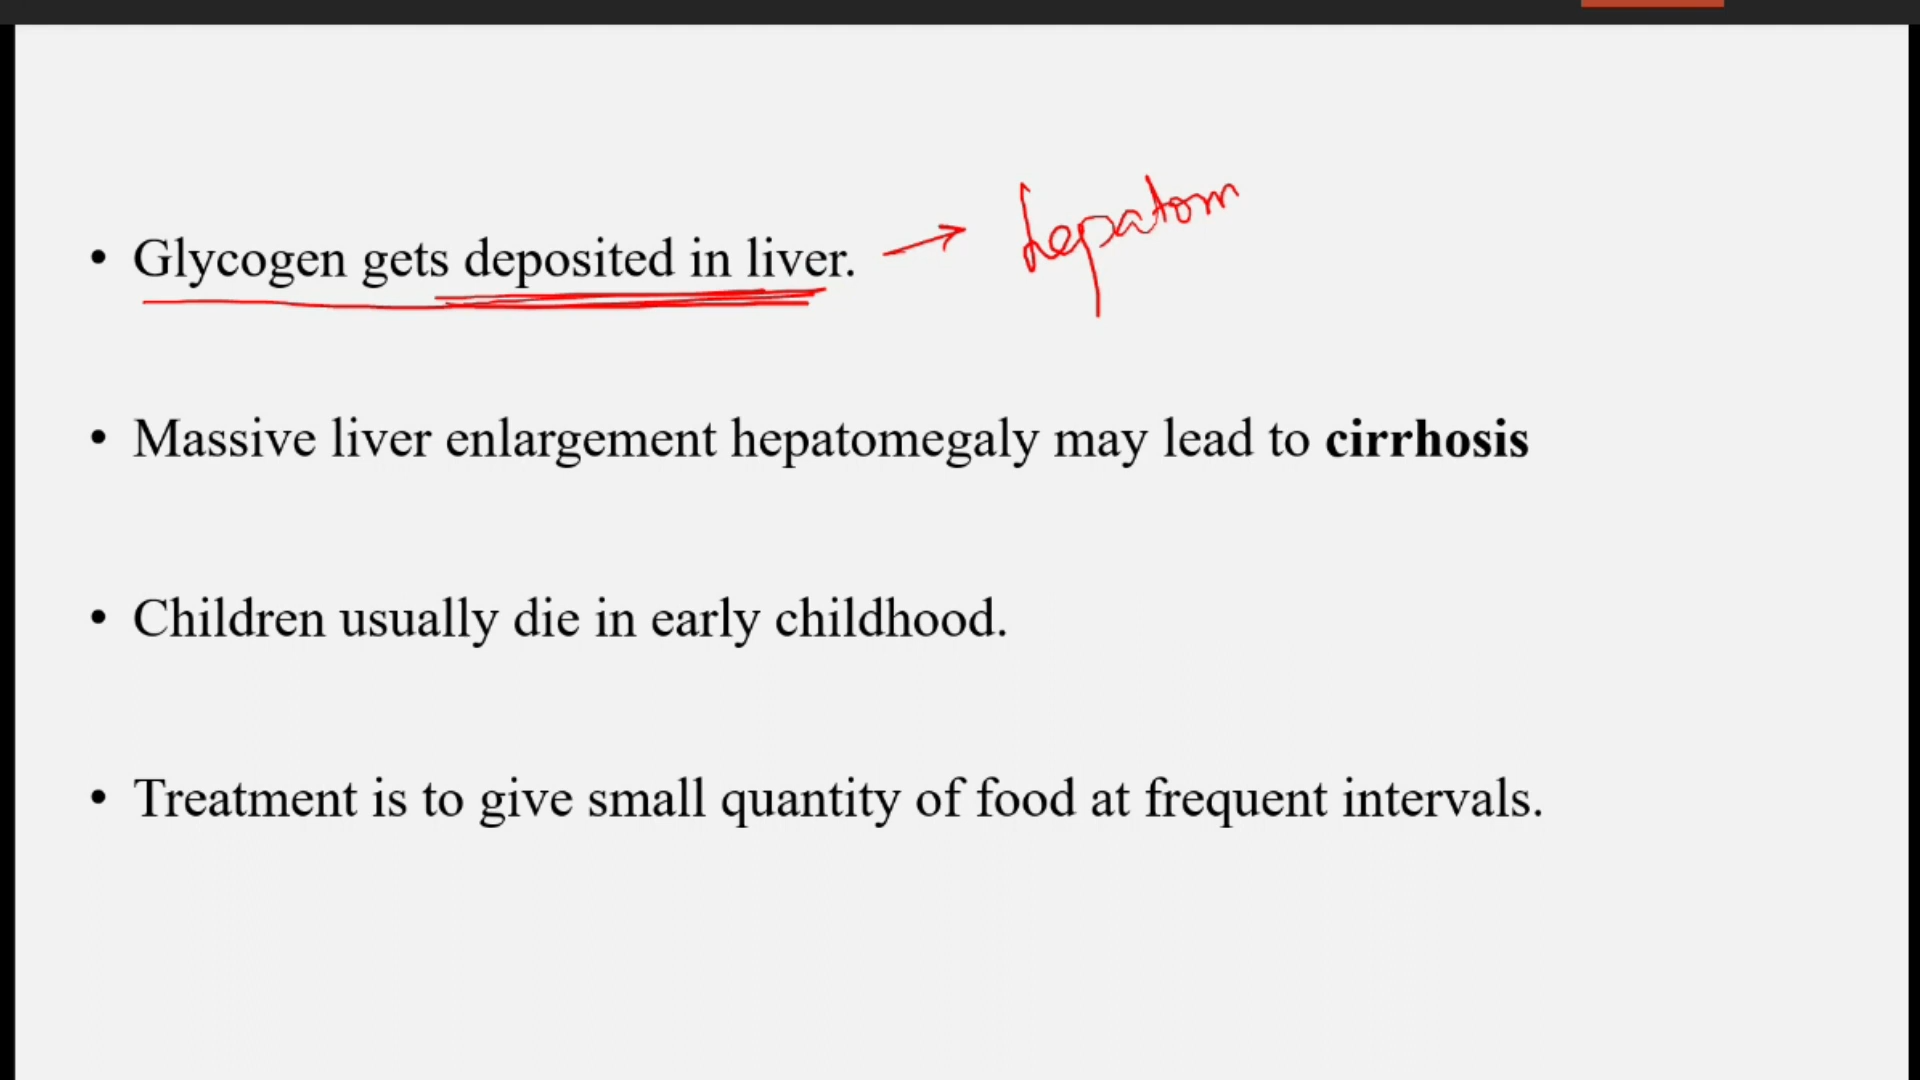 • Glycogen gets deposited in liver. → hepatom
• Massive liver enlargement hepatomegaly may lead to cirrhosis
• Children usually die in early childhood.
• Treatment is to give small quantity of food at frequent intervals.